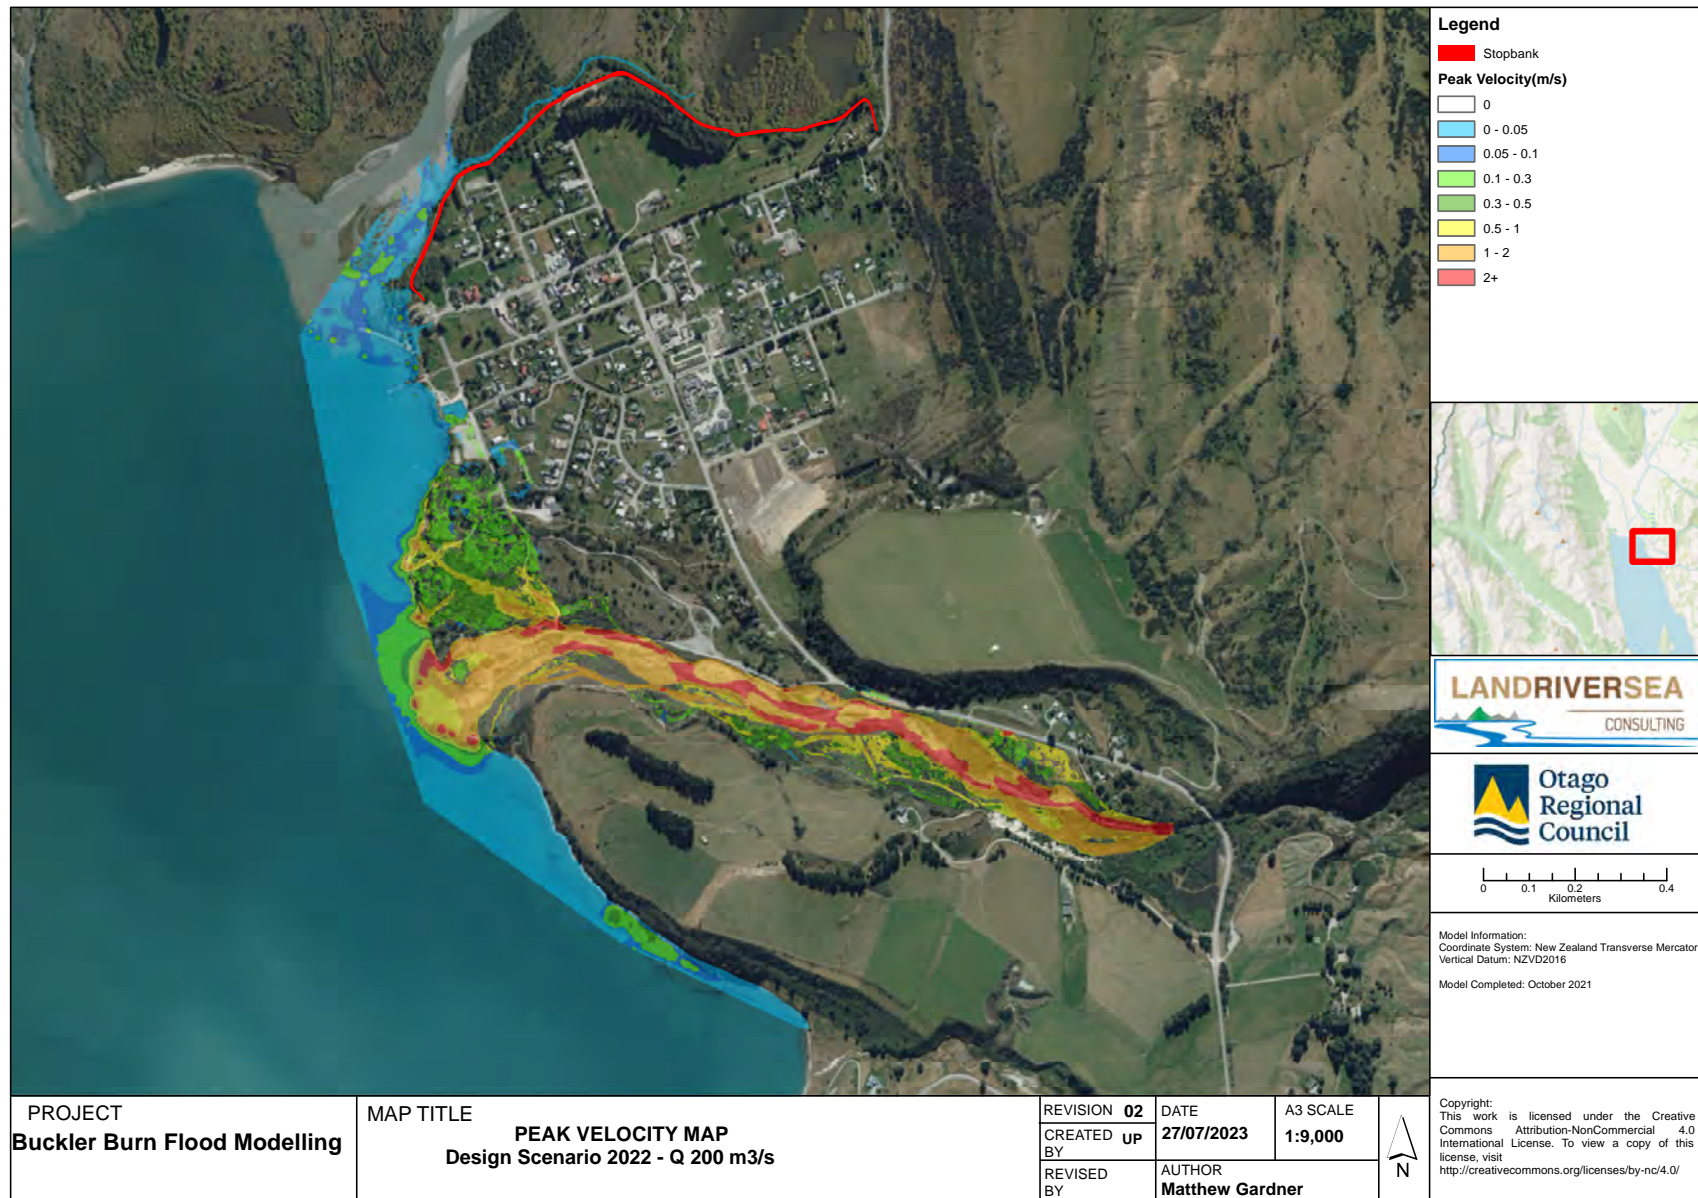 Legend
Stopbank
Peak Velocity(m/s)
0
0 - 0.05
0.05 - 0.1
0.1 - 0.3
0.3 - 0.5
0.5 - 1
1 - 2
2+
LANDRIVERSEA
CONSULTING
Otago
Regional
Council
0 0.1 0.2 0.4
Kilometers
Model Information:
Coordinate System: New Zealand Transverse Mercator
Vertical Datum: NZVD2016
Model Completed: October 2021
Copyright:
This work is licensed under the Creative
Commons Attribution-NonCommercial 4.0
International License. To view a copy of this
license, visit
http://creativecommons.org/licenses/by-nc/4.0/
PROJECT
Buckler Burn Flood Modelling
MAP TITLE
PEAK VELOCITY MAP
Design Scenario 2022 - Q 200 m3/s
REVISION 02
CREATED BY UP
REVISED BY
DATE
27/07/2023
A3 SCALE
1:9,000
AUTHOR
Matthew Gardner
N